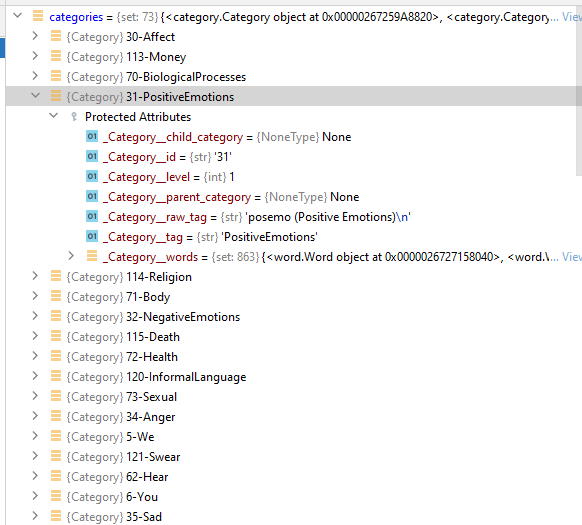 categories = {set: 73} {<category.Category object at 0x00000267259A8820>, <category.Category... View
{Category} 30-Affect
{Category} 113-Money
{Category} 70-BiologicalProcesses
{Category} 31-PositiveEmotions
Protected Attributes
01 _Category__child_category = {NoneType} None
01 _Category__id = {str} '31'
01 _Category__level = {int} 1
01 _Category__parent_category = {NoneType} None
01 _Category__raw_tag = {str} 'posemo (Positive Emotions)\n'
01 _Category__tag = {str} 'PositiveEmotions'
_Category__words = {set: 863} {<word.Word object at 0x0000026727158040>, <word.W... View
{Category} 114-Religion
{Category} 71-Body
{Category} 32-NegativeEmotions
{Category} 115-Death
{Category} 72-Health
{Category} 120-InformalLanguage
{Category} 73-Sexual
{Category} 34-Anger
{Category} 5-We
{Category} 121-Swear
{Category} 62-Hear
{Category} 6-You
{Category} 35-Sad